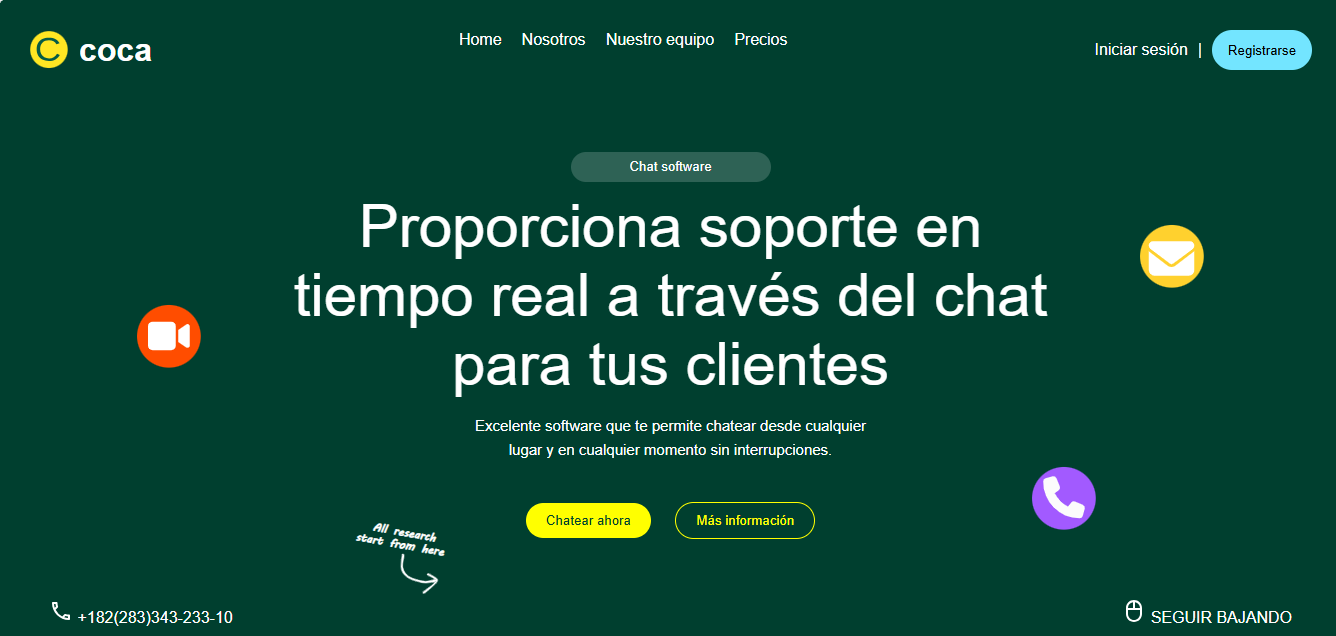 C coca
Home Nosotros Nuestro equipo Precios
Iniciar sesión | Registrarse
Chat software
Proporciona soporte en
tiempo real a través del chat
para tus clientes
Excelente software que te permite chatear desde cualquier
lugar y en cualquier momento sin interrupciones.
Chatear ahora
Más información
All research
start from here
+182(283)343-233-10
SEGUIR BAJANDO